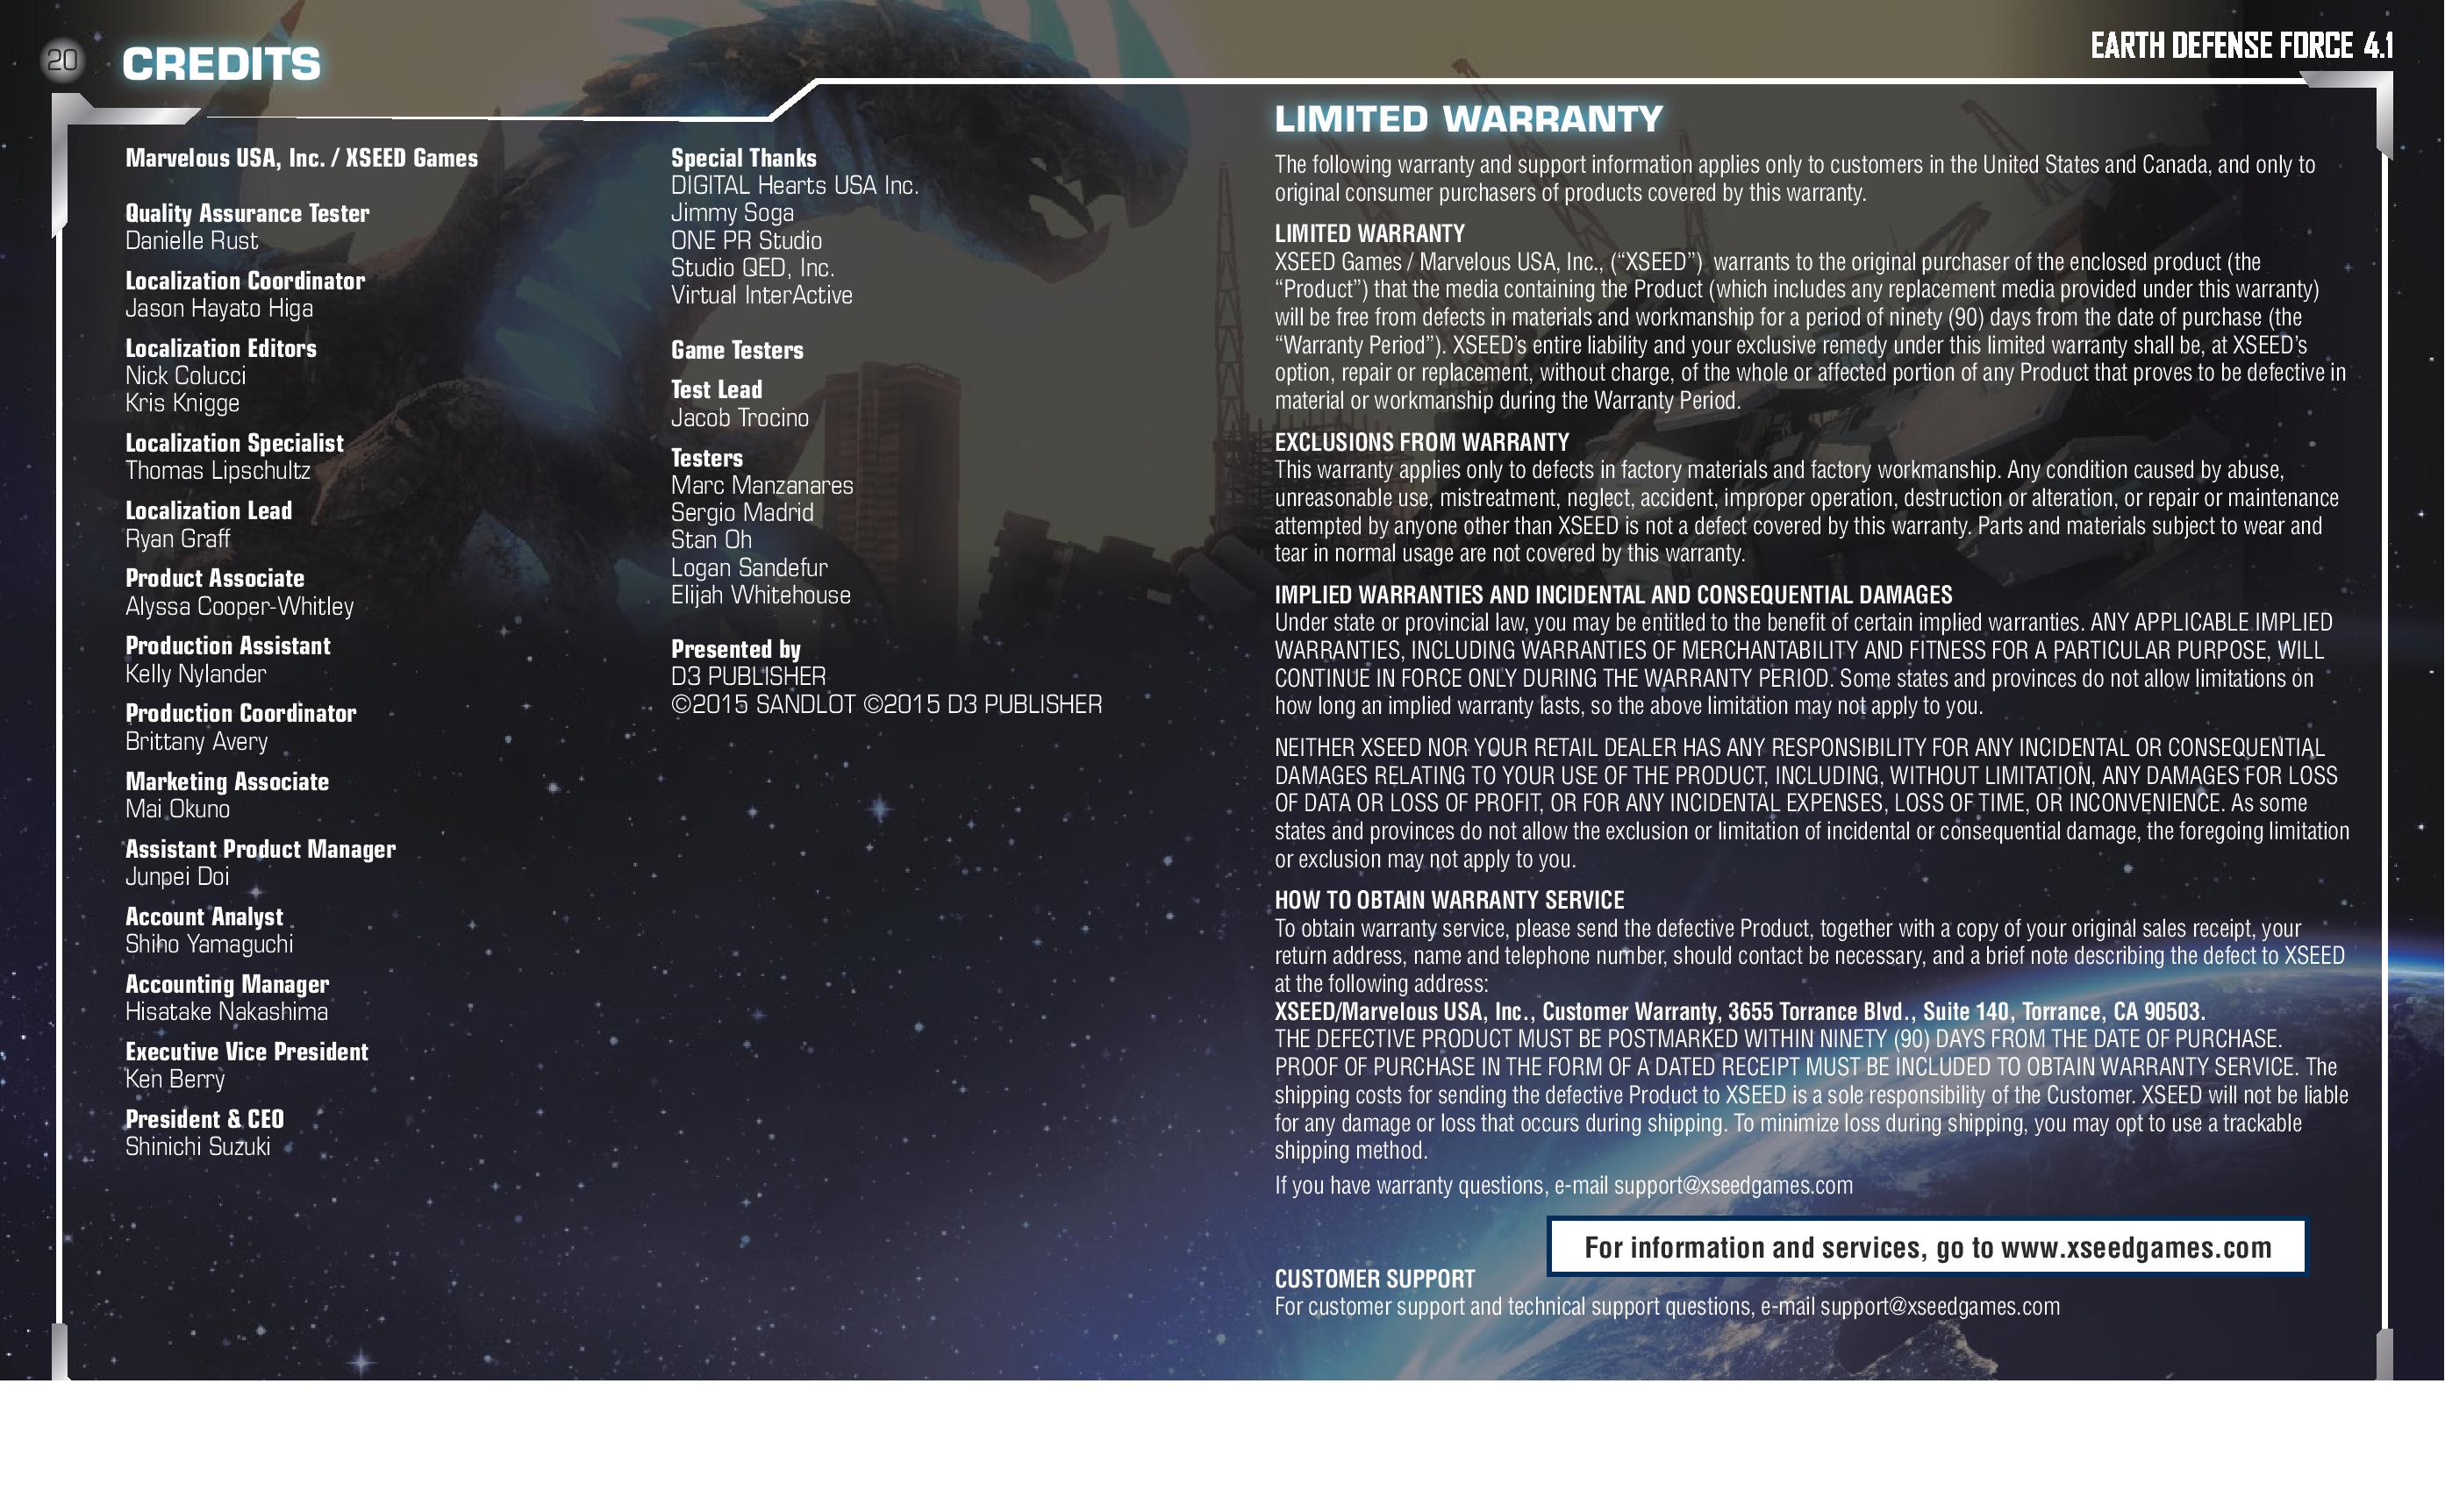 20
CREDITS
EARTH DEFENSE FORCE 4.1
Marvelous USA, Inc. / XSEED Games
Quality Assurance Tester
Danielle Rust
Localization Coordinator
Jason Hayato Higa
Localization Editors
Nick Colucci
Kris Knigge
Localization Specialist
Thomas Lipschultz
Localization Lead
Ryan Graff
Product Associate
Alyssa Cooper-Whitley
Production Assistant
Kelly Nylander
Production Coordinator
Brittany Avery
Marketing Associate
Mai Okuno
Assistant Product Manager
Junpei Doi
Account Analyst
Shiho Yamaguchi
Accounting Manager
Hisatake Nakashima
Executive Vice President
Ken Berry
President & CEO
Shinichi Suzuki
Special Thanks
DIGITAL Hearts USA Inc.
Jimmy Soga
ONE PR Studio
Studio QED, Inc.
Virtual InterActive
Game Testers
Test Lead
Jacob Trocino
Testers
Marc Manzanares
Sergio Madrid
Stan Oh
Logan Sandefur
Elijah Whitehouse
Presented by
D3 PUBLISHER
©2015 SANDLOT ©2015 D3 PUBLISHER
LIMITED WARRANTY
The following warranty and support information applies only to customers in the United States and Canada, and only to
original consumer purchasers of products covered by this warranty.
LIMITED WARRANTY
XSEED Games / Marvelous USA, Inc., (“XSEED”) warrants to the original purchaser of the enclosed product (the
“Product”) that the media containing the Product (which includes any replacement media provided under this warranty)
will be free from defects in materials and workmanship for a period of ninety (90) days from the date of purchase (the
“Warranty Period”). XSEED’s entire liability and your exclusive remedy under this limited warranty shall be, at XSEED’s
option, repair or replacement, without charge, of the whole or affected portion of any Product that proves to be defective in
material or workmanship during the Warranty Period.
EXCLUSIONS FROM WARRANTY
This warranty applies only to defects in factory materials and factory workmanship. Any condition caused by abuse,
unreasonable use, mistreatment, neglect, accident, improper operation, destruction or alteration, or repair or maintenance
attempted by anyone other than XSEED is not a defect covered by this warranty. Parts and materials subject to wear and
tear in normal usage are not covered by this warranty.
IMPLIED WARRANTIES AND INCIDENTAL AND CONSEQUENTIAL DAMAGES
Under state or provincial law, you may be entitled to the benefit of certain implied warranties. ANY APPLICABLE IMPLIED
WARRANTIES, INCLUDING WARRANTIES OF MERCHANTABILITY AND FITNESS FOR A PARTICULAR PURPOSE, WILL
CONTINUE IN FORCE ONLY DURING THE WARRANTY PERIOD. Some states and provinces do not allow limitations on
how long an implied warranty lasts, so the above limitation may not apply to you.
NEITHER XSEED NOR YOUR RETAIL DEALER HAS ANY RESPONSIBILITY FOR ANY INCIDENTAL OR CONSEQUENTIAL
DAMAGES RELATING TO YOUR USE OF THE PRODUCT, INCLUDING, WITHOUT LIMITATION, ANY DAMAGES FOR LOSS
OF DATA OR LOSS OF PROFIT, OR FOR ANY INCIDENTAL EXPENSES, LOSS OF TIME, OR INCONVENIENCE. As some
states and provinces do not allow the exclusion or limitation of incidental or consequential damage, the foregoing limitation
or exclusion may not apply to you.
HOW TO OBTAIN WARRANTY SERVICE
To obtain warranty service, please send the defective Product, together with a copy of your original sales receipt, your
return address, name and telephone number, should contact be necessary, and a brief note describing the defect to XSEED
at the following address:
XSEED/Marvelous USA, Inc., Customer Warranty, 3655 Torrance Blvd., Suite 140, Torrance, CA 90503.
THE DEFECTIVE PRODUCT MUST BE POSTMARKED WITHIN NINETY (90) DAYS FROM THE DATE OF PURCHASE.
PROOF OF PURCHASE IN THE FORM OF A DATED RECEIPT MUST BE INCLUDED TO OBTAIN WARRANTY SERVICE. The
shipping costs for sending the defective Product to XSEED is a sole responsibility of the Customer. XSEED will not be liable
for any damage or loss that occurs during shipping. To minimize loss during shipping, you may opt to use a trackable
shipping method.
If you have warranty questions, e-mail support@xseedgames.com
For information and services, go to www.xseedgames.com
CUSTOMER SUPPORT
For customer support and technical support questions, e-mail support@xseedgames.com